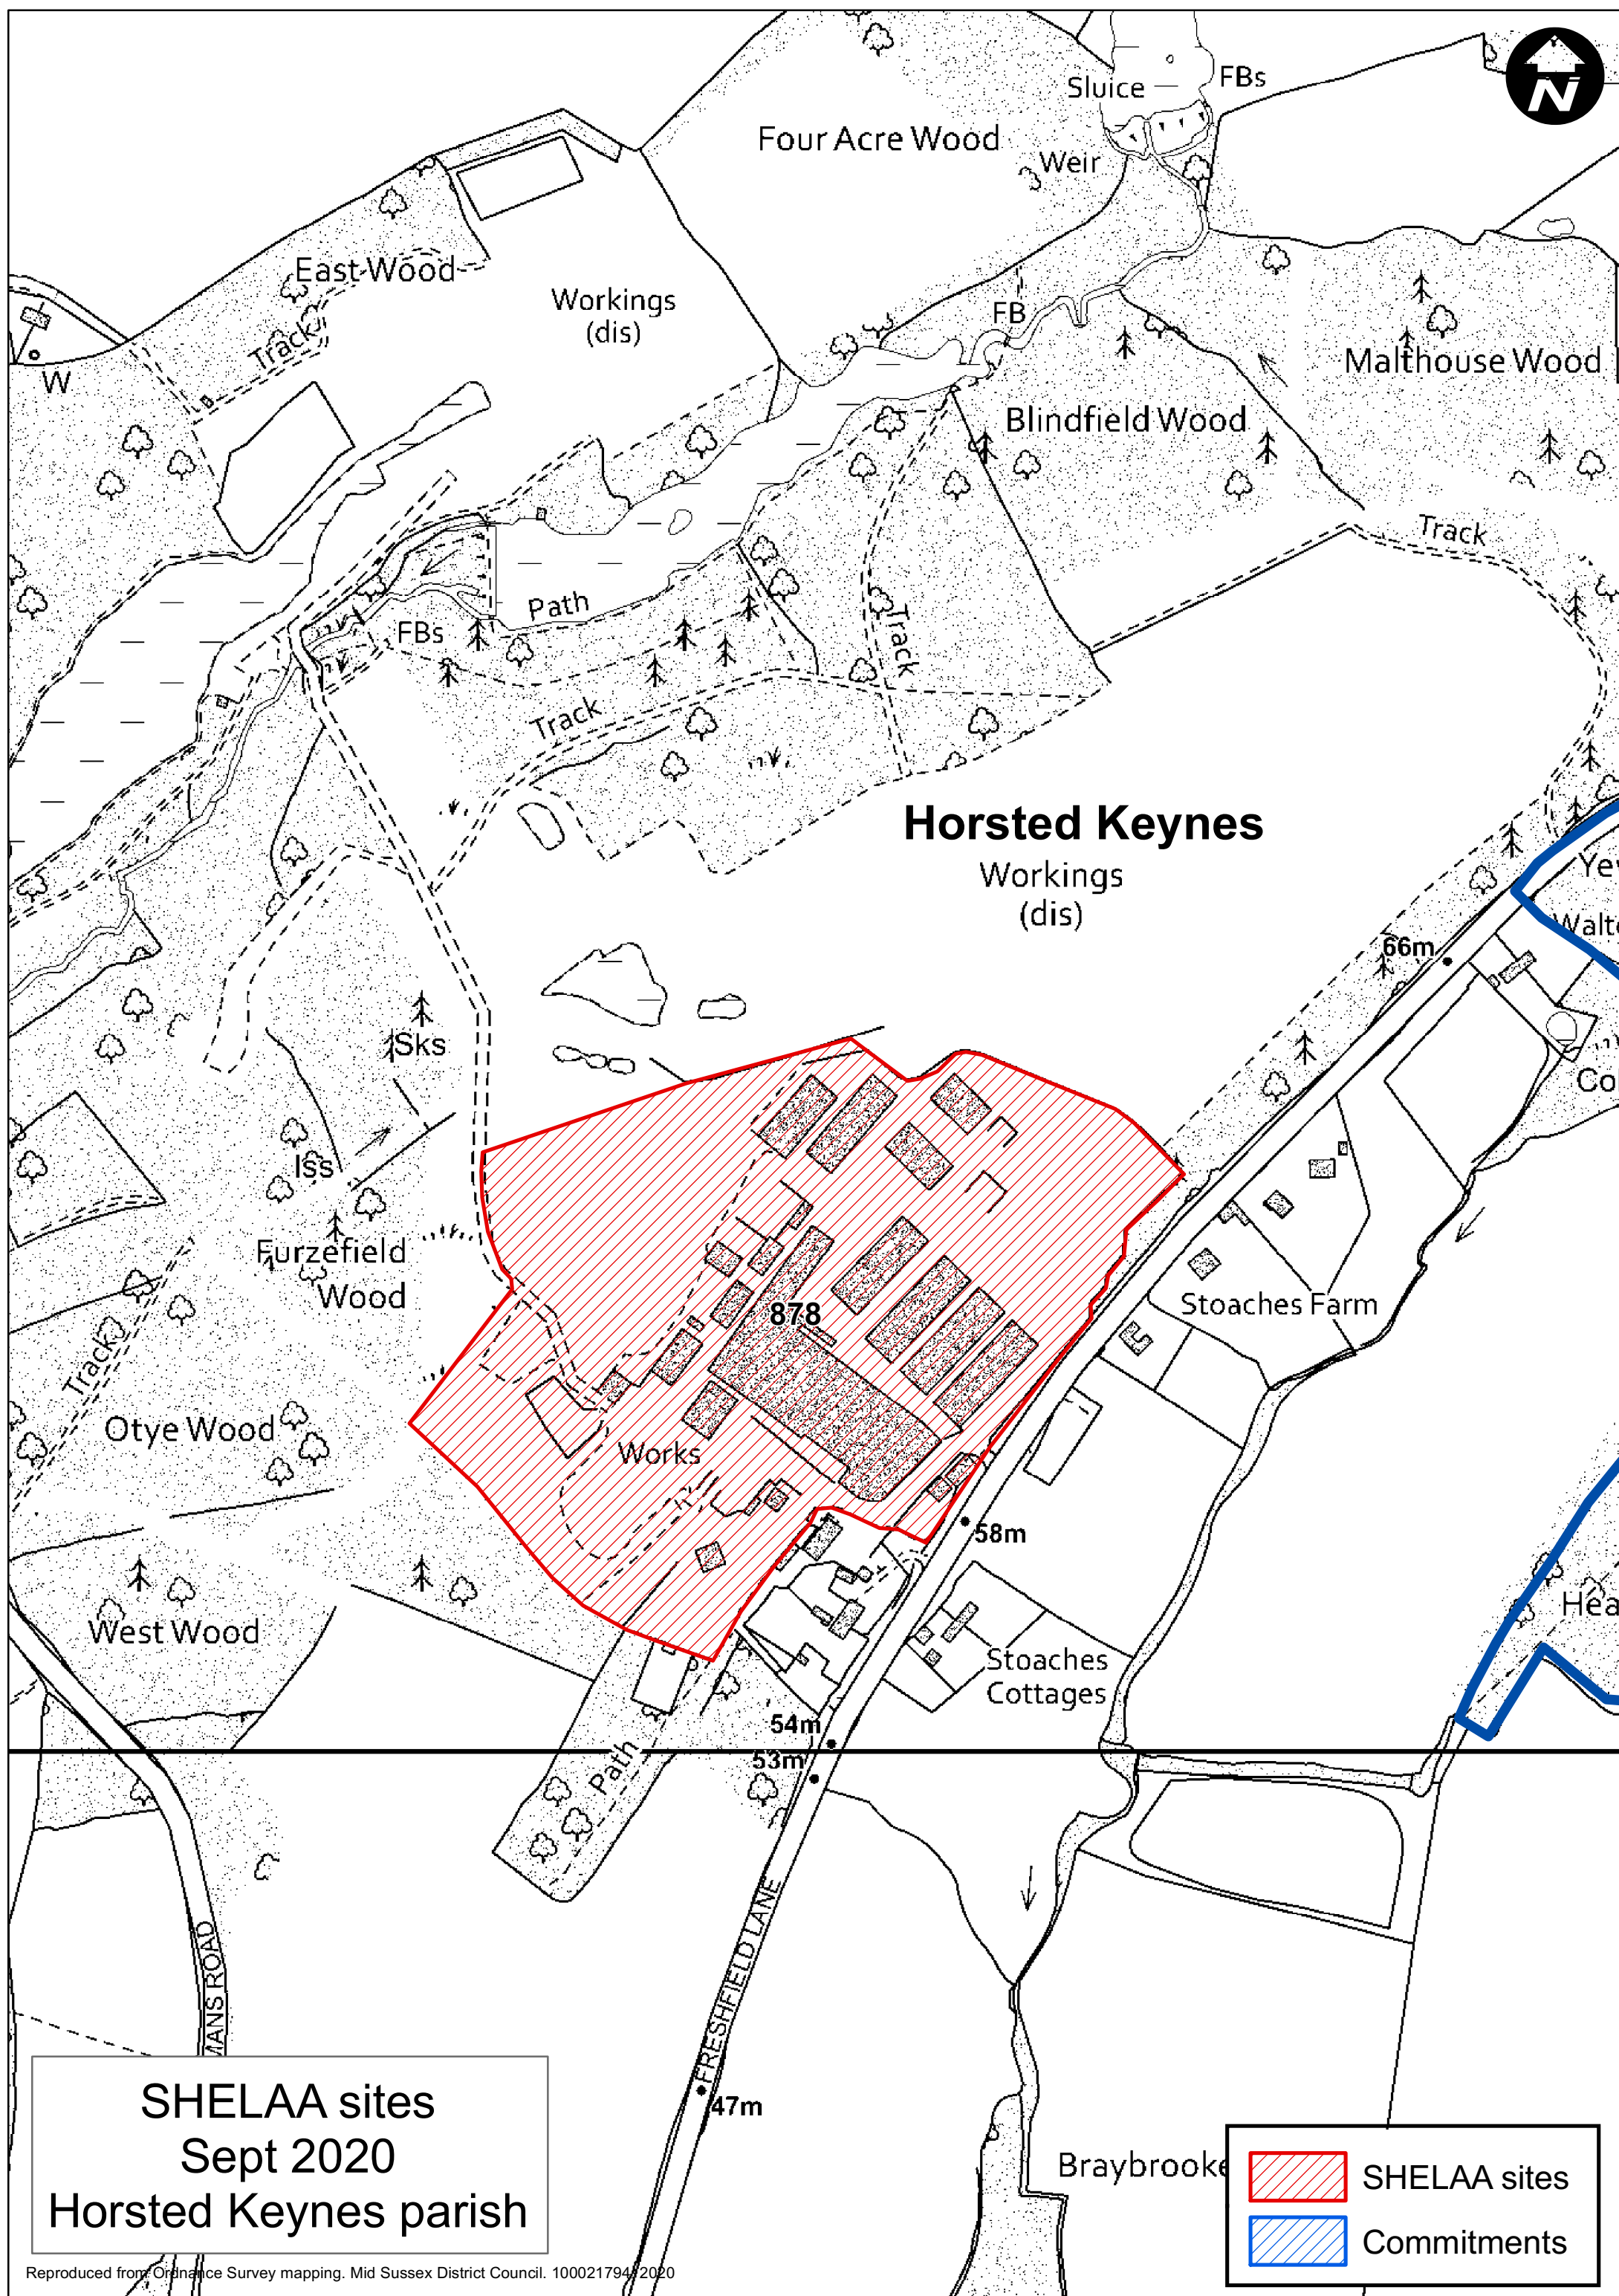 N
Sluice
FBs
Four Acre Wood
Weir
East Wood
Workings
(dis)
Track
FB
W
Malthouse Wood
Blindfield Wood
Track
Path
FBs
Track
Track
Horsted Keynes
Workings
(dis)
66m
Sks
Iss
Furzefield
Wood
878
Stoaches Farm
Track
Otye Wood
Works
58m
West Wood
Stoaches
Cottages
54m
53m
Path
FRESHFIELD LANE
MANS ROAD
47m
Braybrooke
SHELAA sites
Sept 2020
Horsted Keynes parish
SHELAA sites
Commitments
Reproduced from Ordnance Survey mapping. Mid Sussex District Council. 100021794 2020